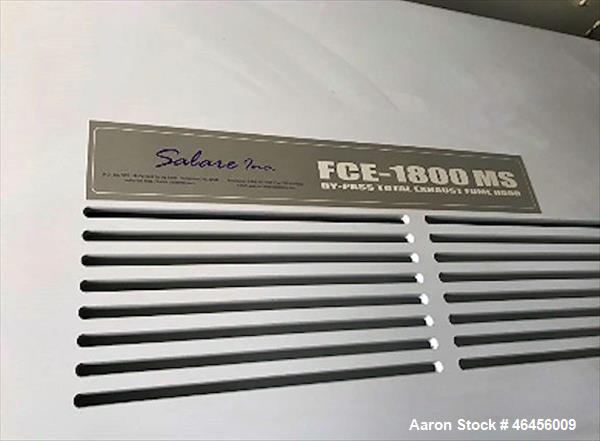 Salare Inc.
FCE-1800 MS
BY-PASS TOTAL EXHAUST FUME HOOD
Aaron Stock # 46456009